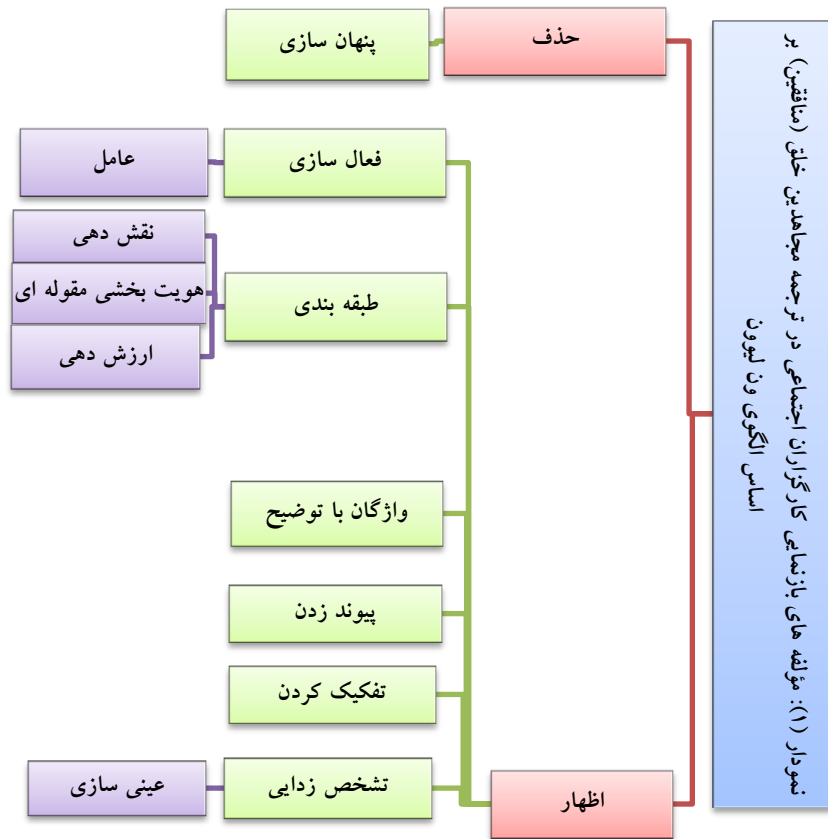 نمودار (۱): مؤلفه های بازنمایی کارگزاران اجتماعی در ترجمه مجاهدین خلق (منافقین) بر
اساس الگوی ون لیوون
حذف
پنهان سازی
اظهار
فعال سازی
عامل
طبقه بندی
نقش دهی
هویت بخشی مقوله ای
ارزش دهی
واژگان با توضیح
پیوند زدن
تفکیک کردن
تشخص زدایی
عینی سازی